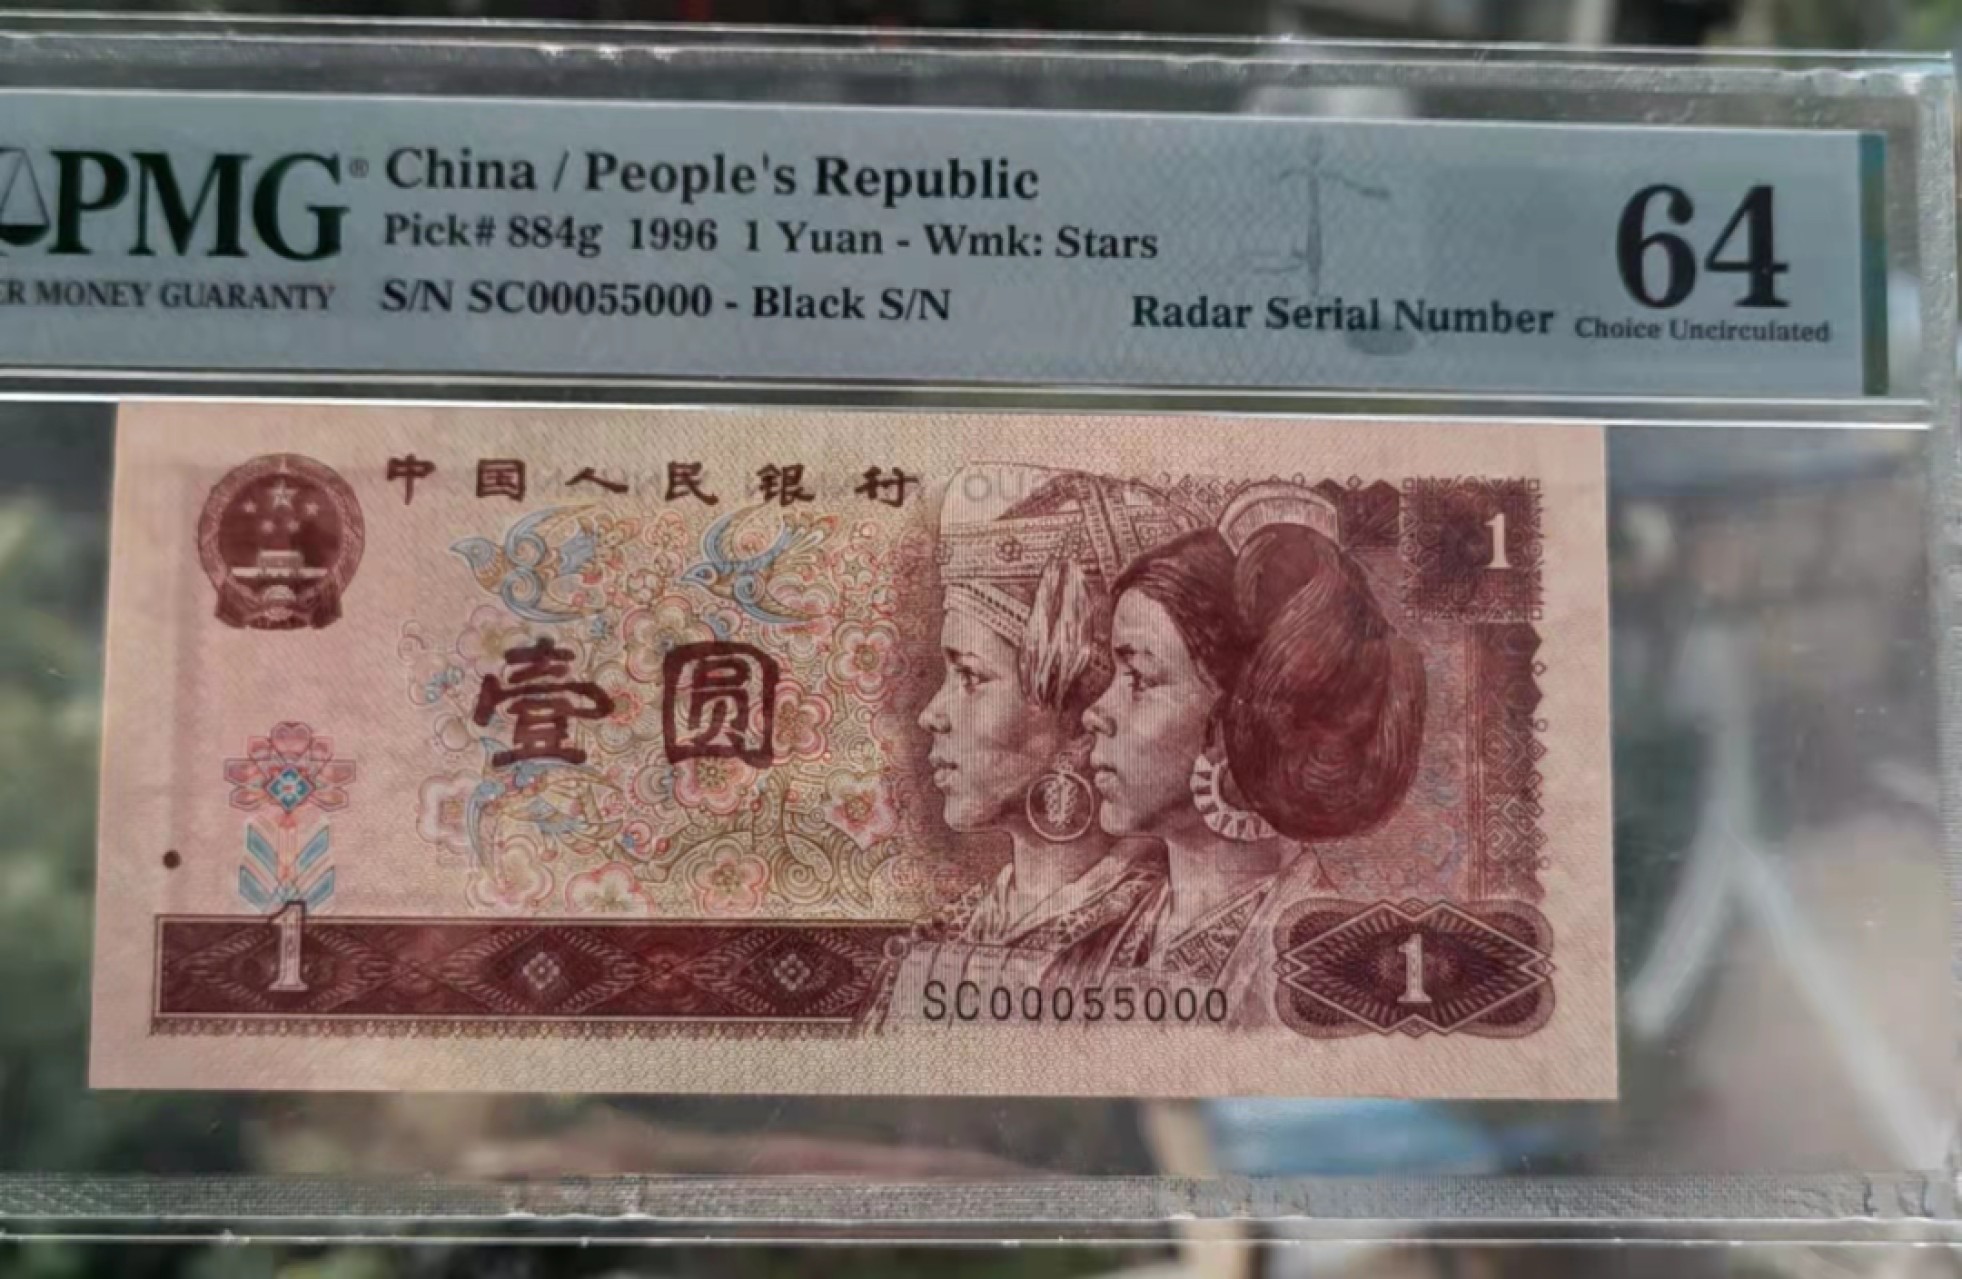 PMG®
ER MONEY GUARANTY
China / People's Republic
Pick# 884g 1996 1 Yuan - Wmk: Stars
S/N SC00055000 - Black S/N
Radar Serial Number
64
Choice Uncirculated
中国人民银行
1
壹圆
1
SC00055000
1